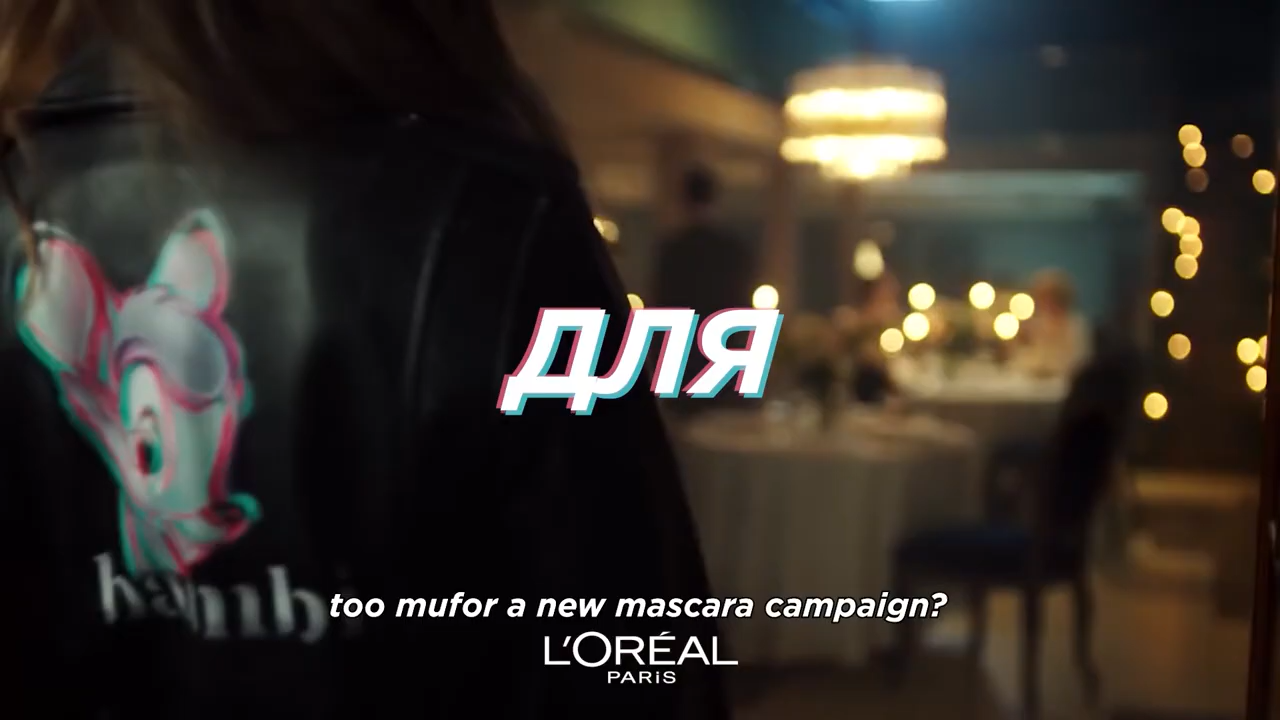 для
bambi
too mufor a new mascara campaign?
L'ORÉAL
PARiS